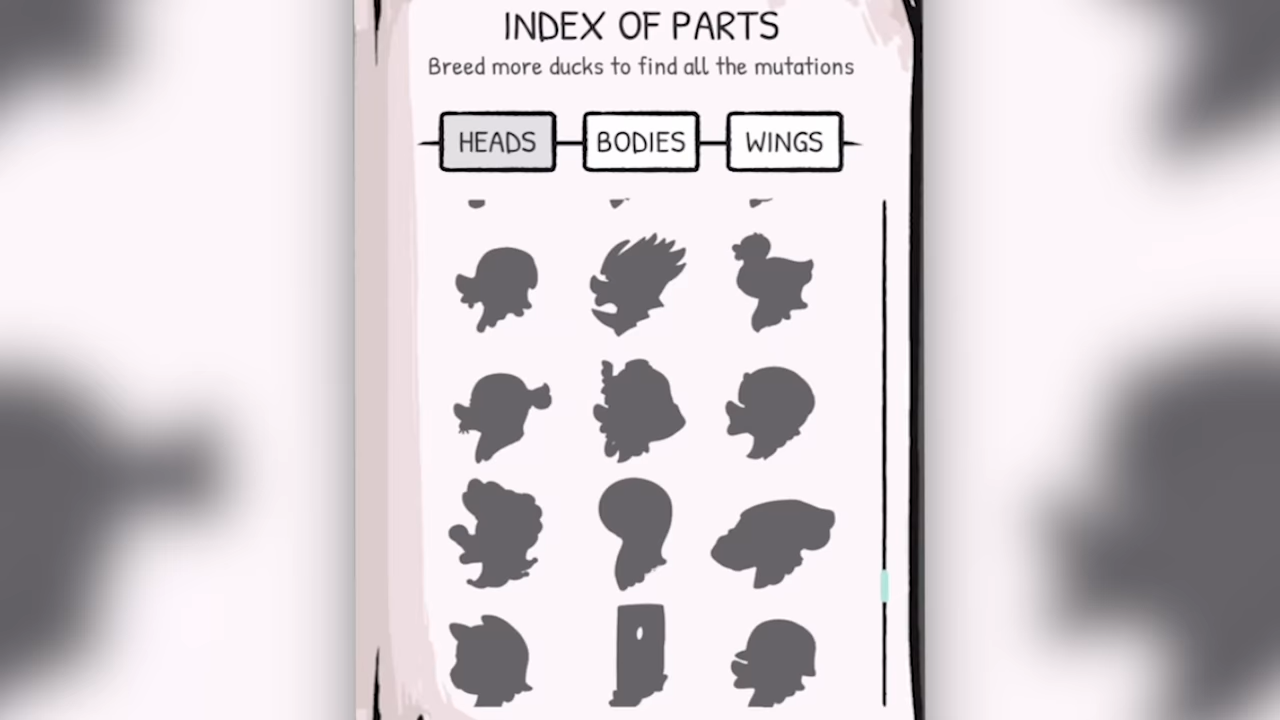 INDEX OF PARTS
Breed more ducks to find all the mutations
HEADS
BODIES
WINGS